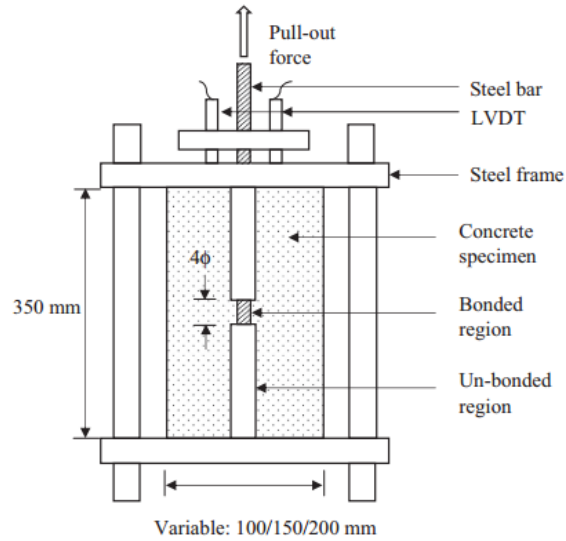 Pull-out
force
Steel bar
LVDT
Steel frame
Concrete
specimen
4ϕ
350 mm
Bonded
region
Un-bonded
region
Variable: 100/150/200 mm